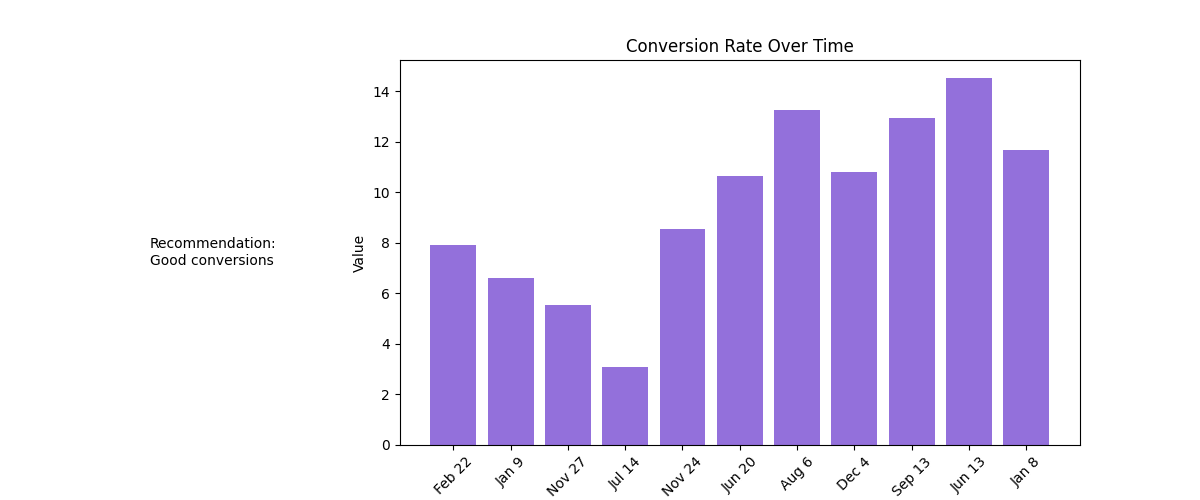 Conversion Rate Over Time
Recommendation:
Good conversions
Value
14
12
10
8
6
4
2
0
Feb 22
Jan 9
Nov 27
Jul 14
Nov 24
Jun 20
Aug 6
Dec 4
Sep 13
Jun 13
Jan 8